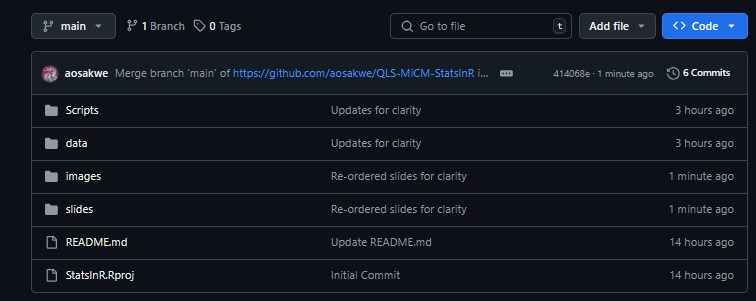 main 1 Branch 0 Tags Go to file t Add file Code
aosakwe Merge branch 'main' of https://github.com/aosakwe/QLS-MiCM-StatsInR i... 414068e · 1 minute ago 6 Commits
Scripts Updates for clarity 3 hours ago
data Updates for clarity 3 hours ago
images Re-ordered slides for clarity 1 minute ago
slides Re-ordered slides for clarity 1 minute ago
README.md Update README.md 14 hours ago
StatsInR.Rproj Initial Commit 14 hours ago